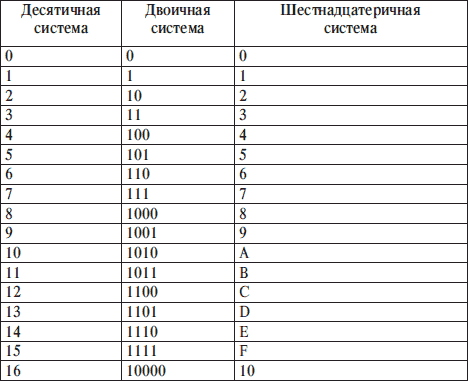 Десятичная система Двоичная система Шестнадцатеричная система
0 0 0
1 1 1
2 10 2
3 11 3
4 100 4
5 101 5
6 110 6
7 111 7
8 1000 8
9 1001 9
10 1010 A
11 1011 B
12 1100 C
13 1101 D
14 1110 E
15 1111 F
16 10000 10